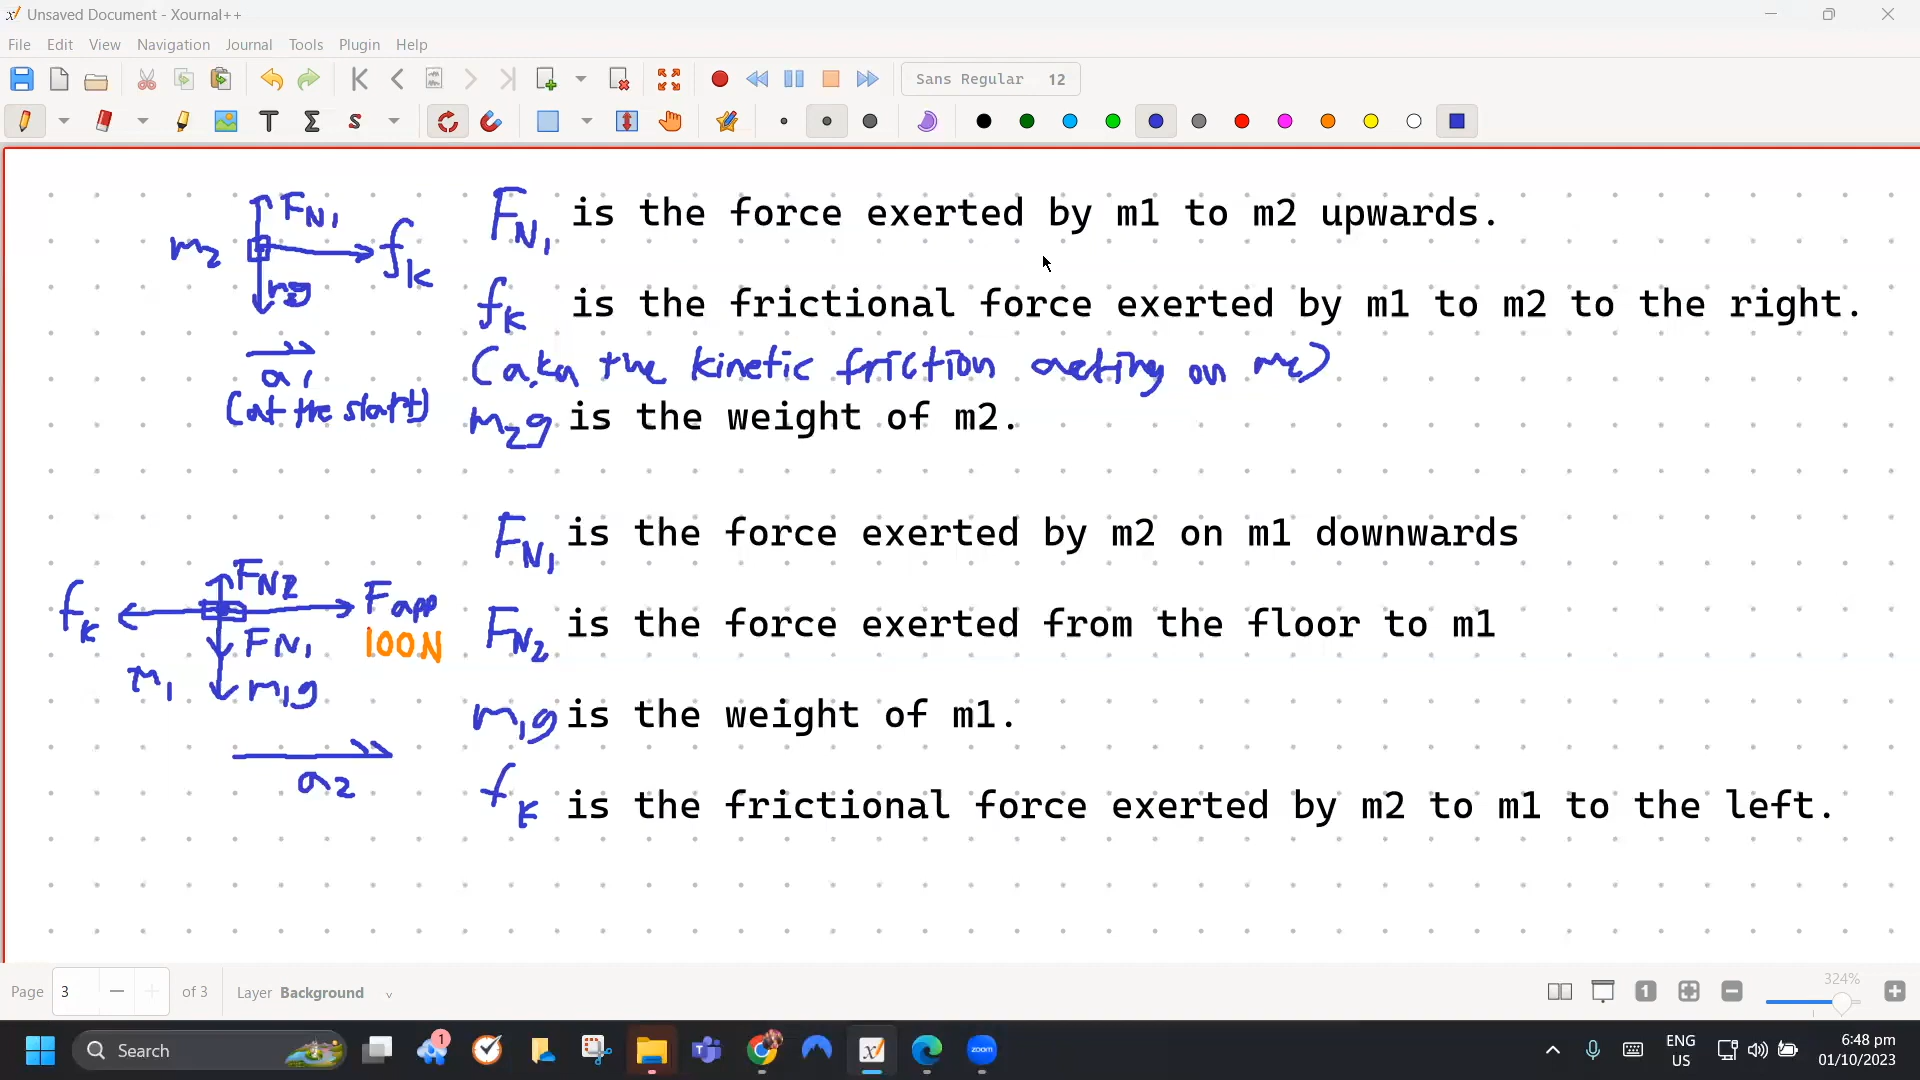 Unsaved Document - Xournal++
File Edit View Navigation Journal Tools Plugin Help
Sans Regular 12
FN1
m2
fk
m2g
a1
(at the start)
FN1 is the force exerted by m1 to m2 upwards.
fk is the frictional force exerted by m1 to m2 to the right.
(aka the kinetic friction acting on m2)
m2g is the weight of m2.
FN2
fk
Fapp
100N
FN1
m1
m1g
a2
FN1 is the force exerted by m2 on m1 downwards
FN2 is the force exerted from the floor to m1
m1g is the weight of m1.
fk is the frictional force exerted by m2 to m1 to the left.
Page 3 of 3 Layer Background
324%
Search
1
zoom
ENG
US
6:48 pm
01/10/2023